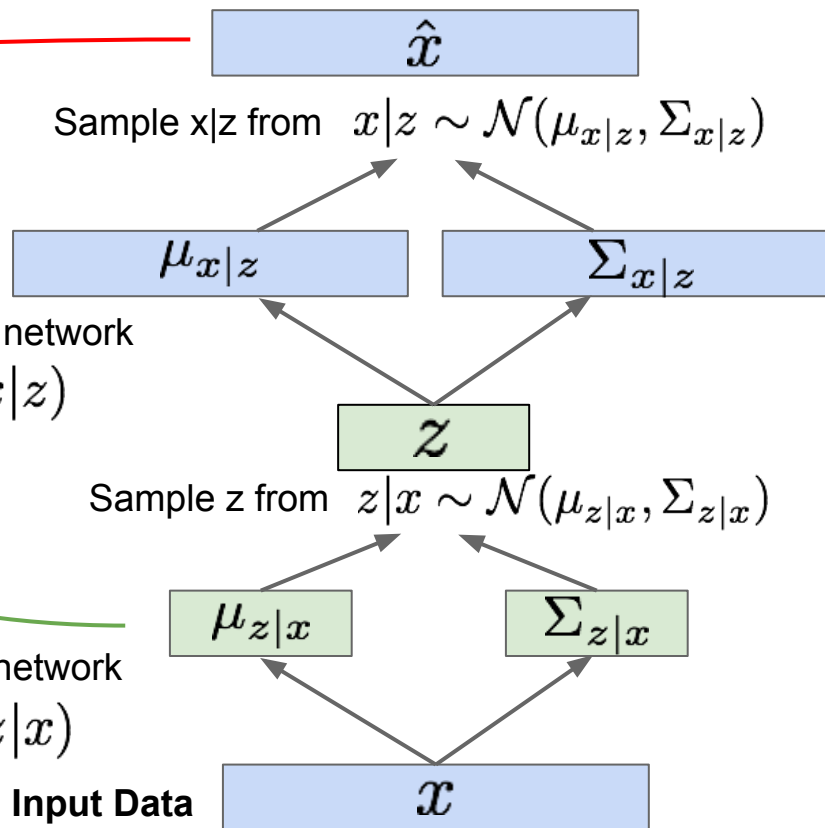 x̂
Sample x|z from x|z ∼ 𝒩(μ_{x|z}, Σ_{x|z})
μ_{x|z} Σ_{x|z}
network
|z)
z
Sample z from z|x ∼ 𝒩(μ_{z|x}, Σ_{z|x})
μ_{z|x} Σ_{z|x}
network
z|x)
Input Data x